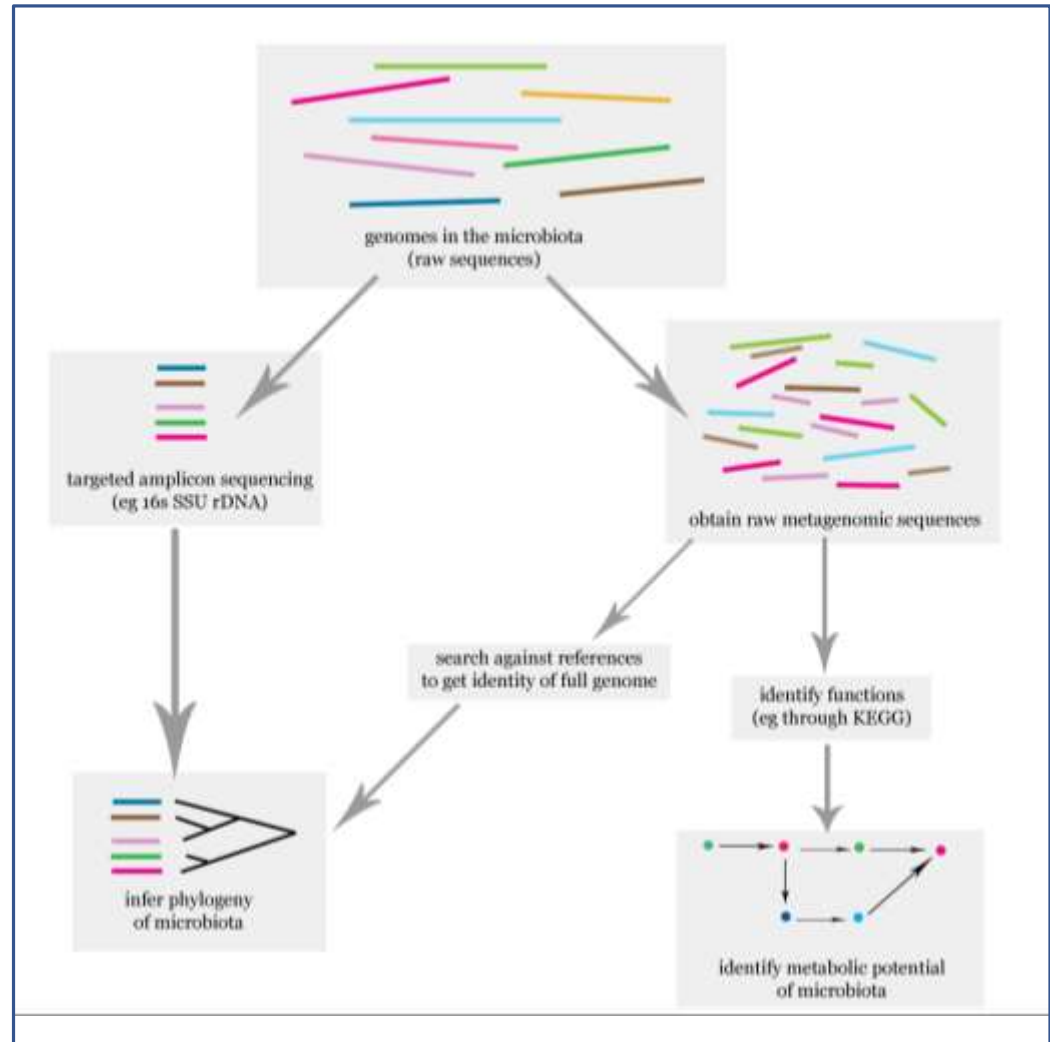 genomes in the microbiota
(raw sequences)
targeted amplicon sequencing
(eg 16s SSU rDNA)
obtain raw metagenomic sequences
search against references
to get identity of full genome
identify functions
(eg through KEGG)
infer phylogeny
of microbiota
identify metabolic potential
of microbiota